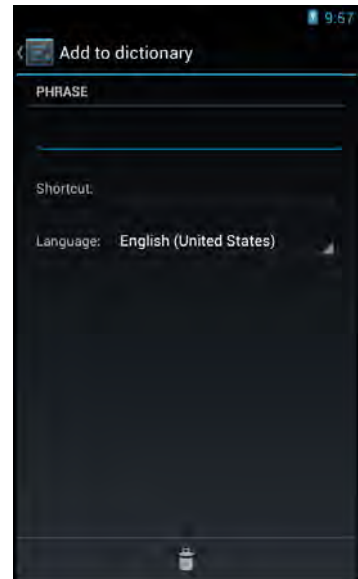 9:57
Add to dictionary
PHRASE
Shortcut:
Language: English (United States)